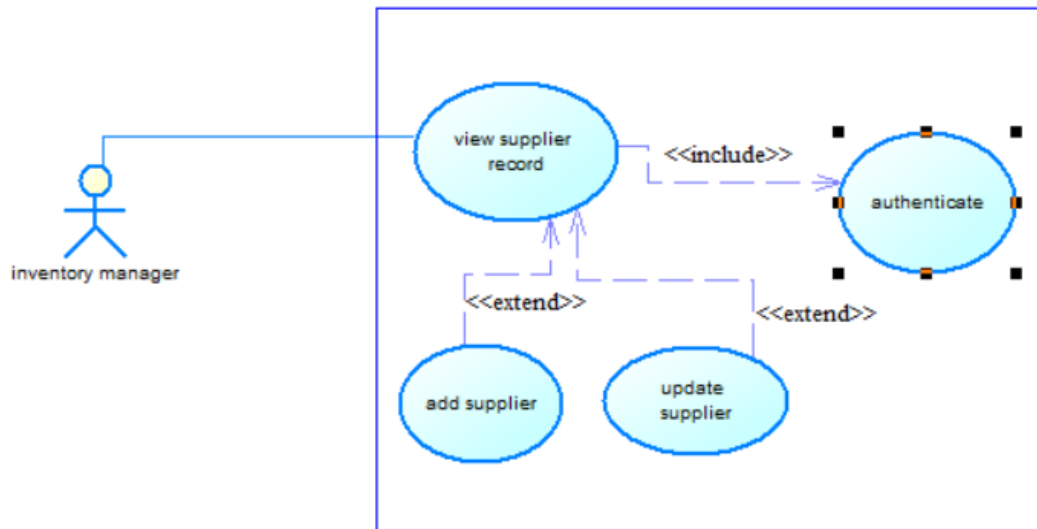 view supplier
record
<<include>>
authenticate
inventory manager
<<extend>>
<<extend>>
add supplier
update
supplier